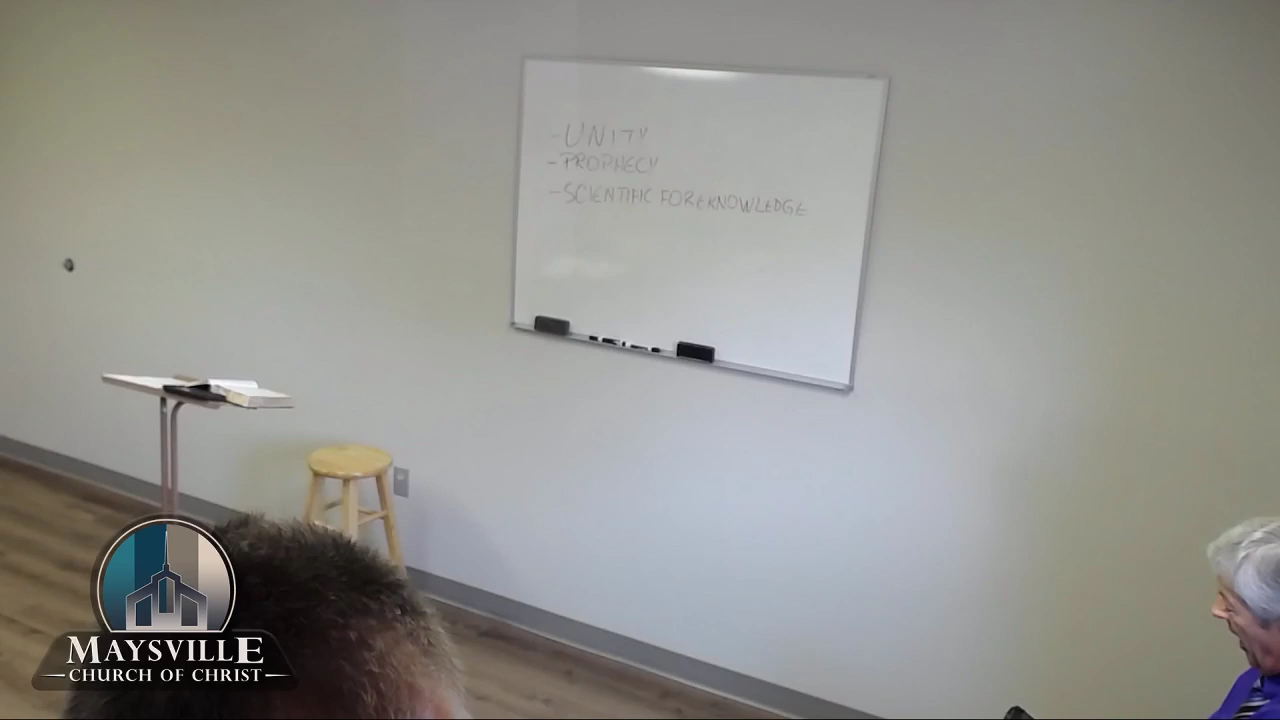 -UNITY
-PROPHECY
-SCIENTIFIC FOREKNOWLEDGE
MAYSVILLE
CHURCH OF CHRIST